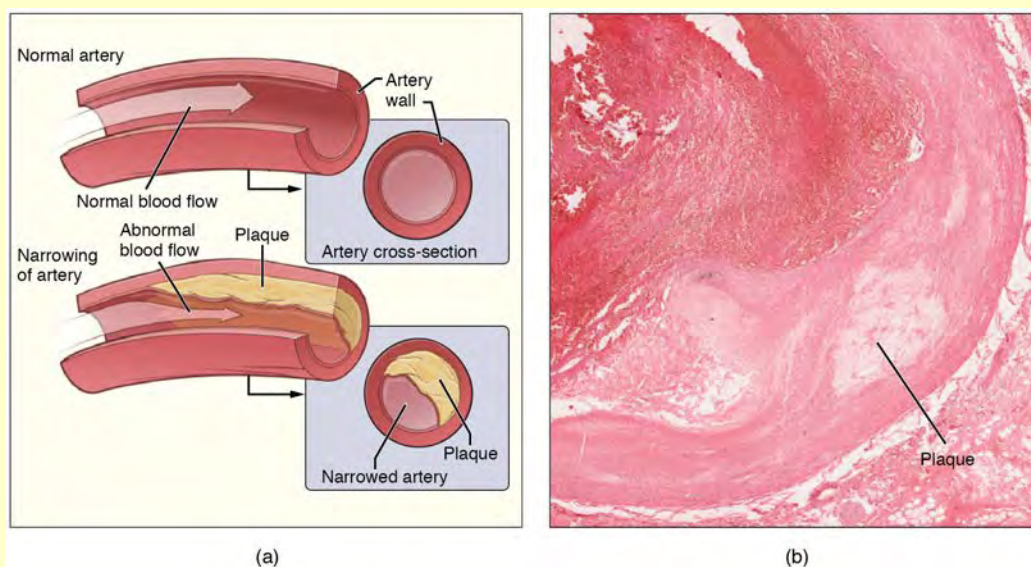 Normal artery
Artery
wall
Normal blood flow
Artery cross-section
Abnormal
blood flow
Plaque
Narrowing
of artery
Plaque
Narrowed artery
Plaque
(a)
(b)